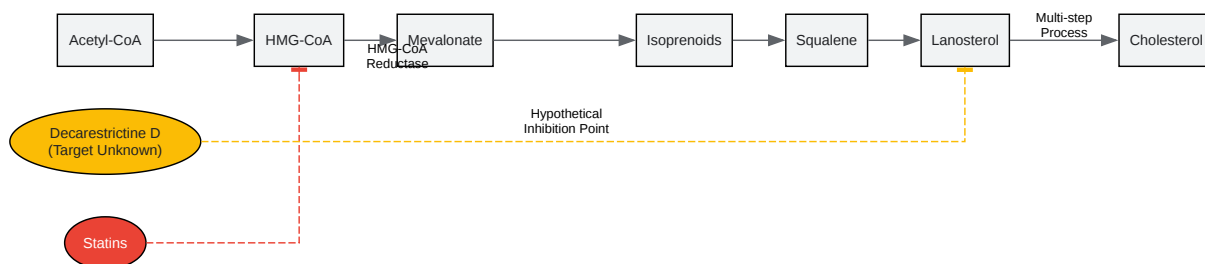 Acetyl-CoA
HMG-CoA
HMG-CoA
Reductase
Mevalonate
Isoprenoids
Squalene
Lanosterol
Multi-step
Process
Cholesterol
Decarestrictine D
(Target Unknown)
Hypothetical
Inhibition Point
Statins